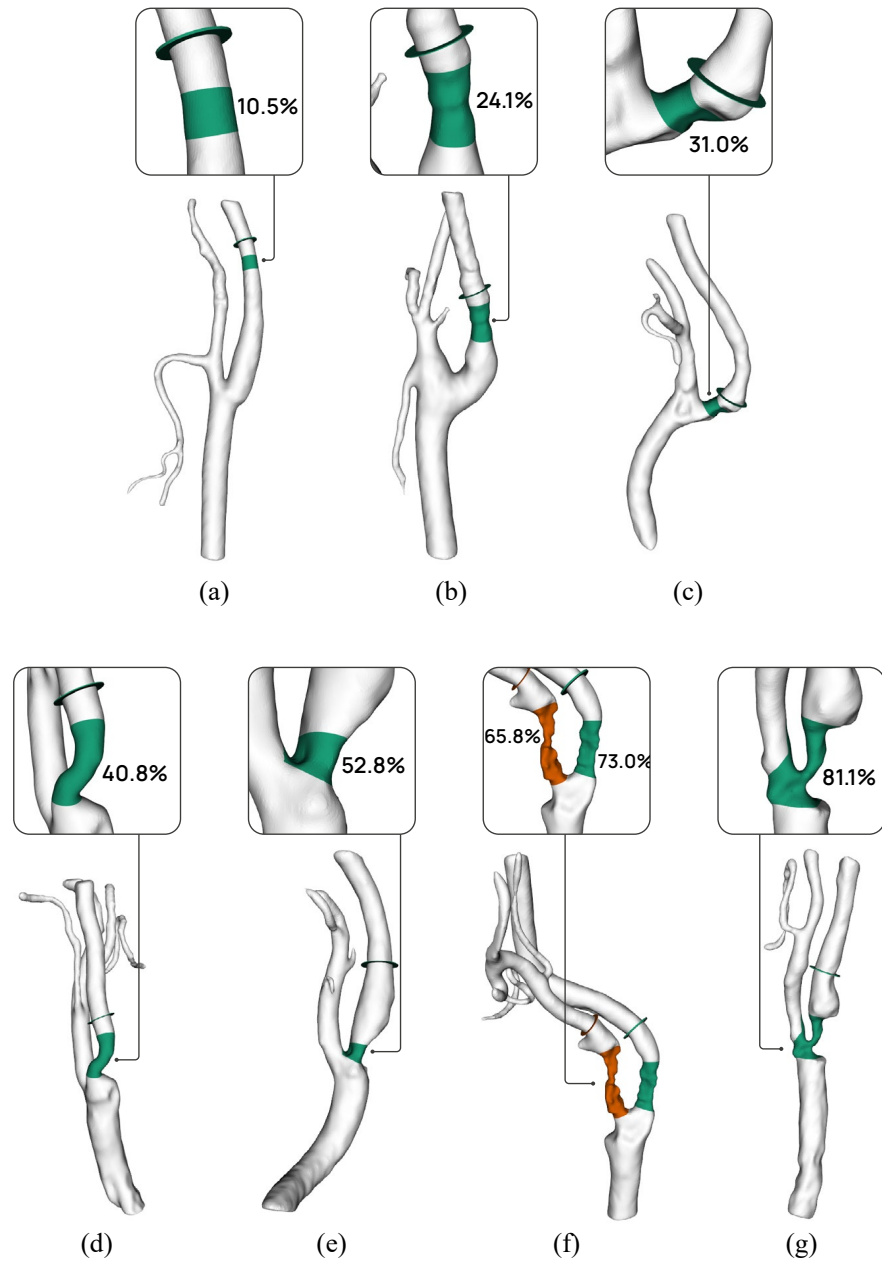 10.5%
24.1%
31.0%
(a)
(b)
(c)
40.8%
52.8%
65.8%
73.0%
81.1%
(d)
(e)
(f)
(g)